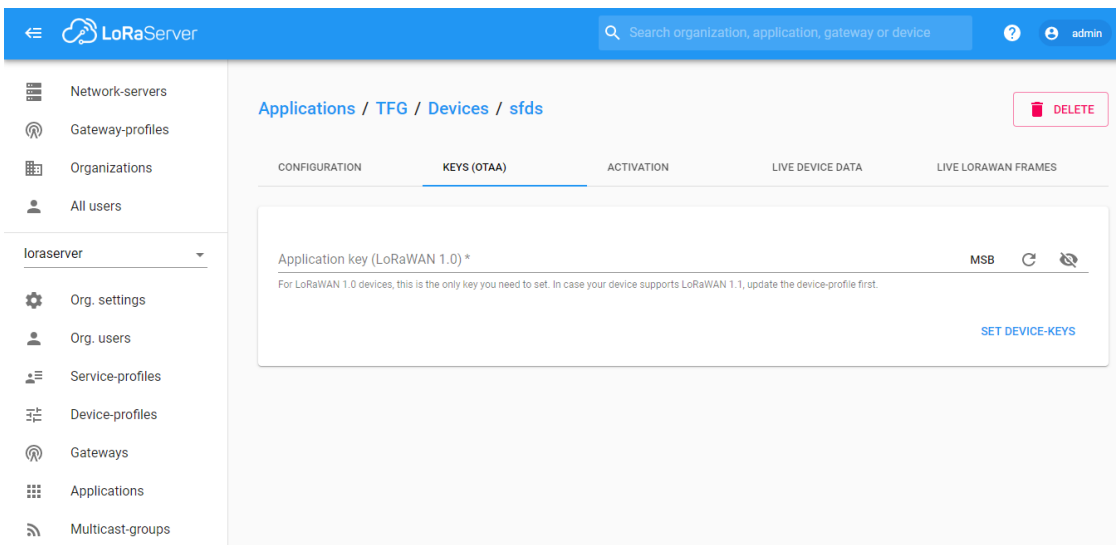 LoRaServer
Search organization, application, gateway or device
? admin
Network-servers
Gateway-profiles
Organizations
All users
loraserver
Org. settings
Org. users
Service-profiles
Device-profiles
Gateways
Applications
Multicast-groups
Applications / TFG / Devices / sfds
DELETE
CONFIGURATION KEYS (OTAA) ACTIVATION LIVE DEVICE DATA LIVE LORAWAN FRAMES
Application key (LoRaWAN 1.0) * MSB
For LoRaWAN 1.0 devices, this is the only key you need to set. In case your device supports LoRaWAN 1.1, update the device-profile first.
SET DEVICE-KEYS